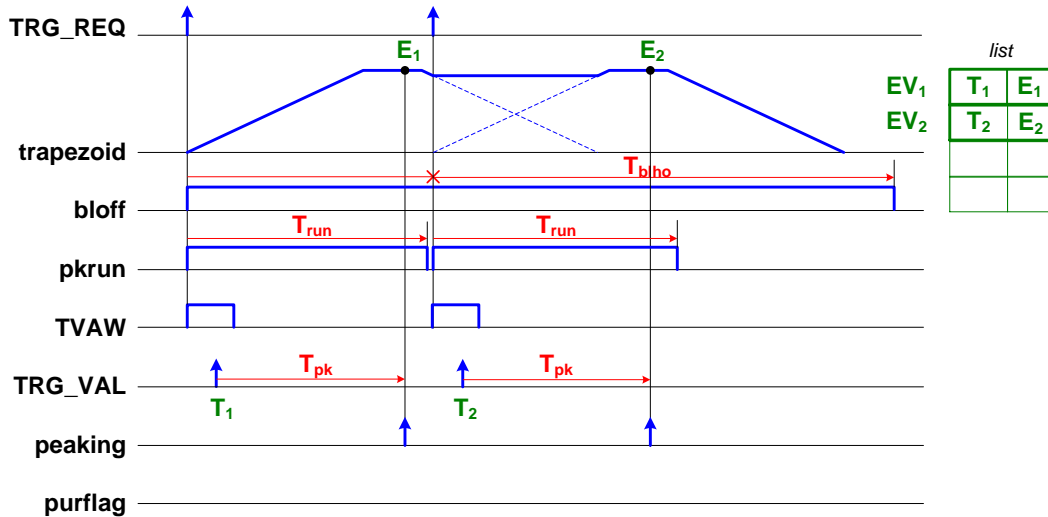 TRG_REQ
E1
E2
list
EV1 T1 E1
EV2 T2 E2
trapezoid
Tblho
bloff
Trun Trun
pkrun
TVAW
Tpk Tpk
TRG_VAL
T1 T2
peaking
purflag